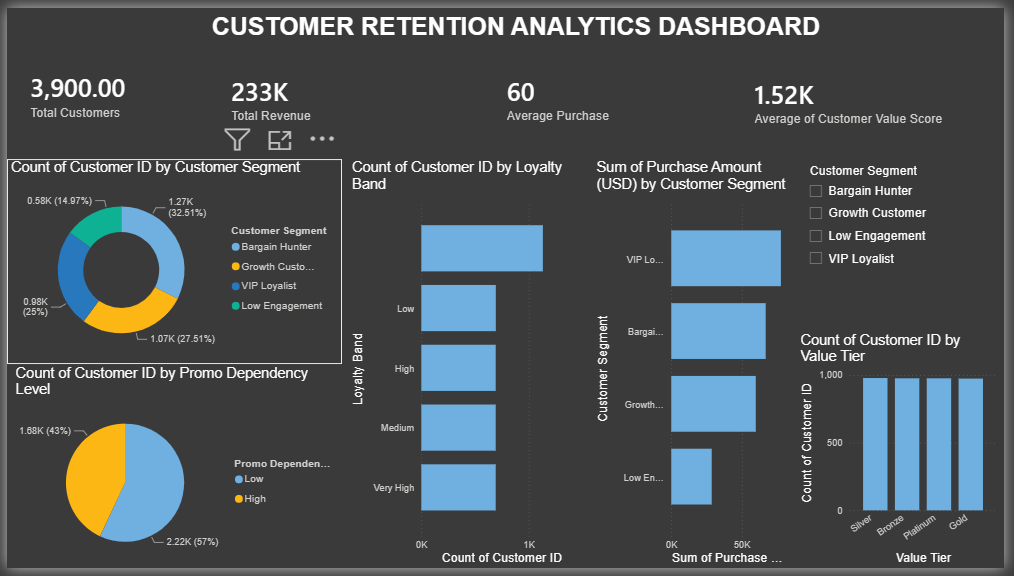 CUSTOMER RETENTION ANALYTICS DASHBOARD
3,900.00
Total Customers
233K
Total Revenue
60
Average Purchase
1.52K
Average of Customer Value Score
Count of Customer ID by Customer Segment
0.58K (14.97%)
1.27K
(32.51%)
0.98K
(25%)
1.07K (27.51%)
Customer Segment
Bargain Hunter
Growth Custo...
VIP Loyalist
Low Engagement
Count of Customer ID by Promo Dependency
Level
1.68K (43%)
2.22K (57%)
Promo Dependen...
Low
High
Count of Customer ID by Loyalty
Band
Loyalty Band
Low
High
Medium
Very High
0K
1K
Count of Customer ID
Sum of Purchase Amount
(USD) by Customer Segment
Customer Segment
VIP Lo...
Bargai...
Growth...
Low En...
0K
50K
Sum of Purchase ...
Customer Segment
Bargain Hunter
Growth Customer
Low Engagement
VIP Loyalist
Count of Customer ID by
Value Tier
Count of Customer ID
1,000
500
0
Silver
Bronze
Platinum
Gold
Value Tier